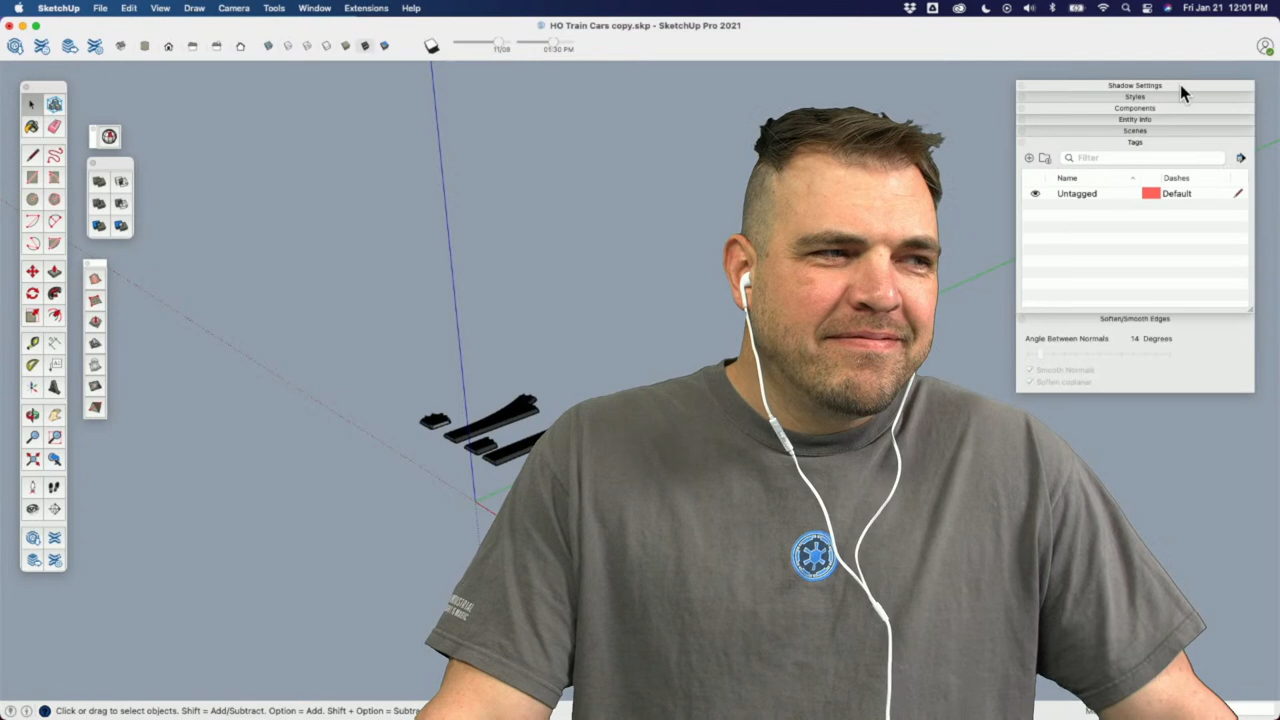 SketchUp File Edit View Draw Camera Tools Window Extensions Help Fri Jan 21 12:01 PM
HO Train Cars copy.skp - SketchUp Pro 2021
11/08 01:30 PM
Shadow Settings
Styles
Components
Entity Info
Scenes
Tags
Filter
Name Dashes
Untagged Default
Soften/Smooth Edges
Angle Between Normals 14 Degrees
Smooth Normals
Soften coplanar
Click or drag to select objects. Shift = Add/Subtract. Option = Add. Shift + Option = Subtra